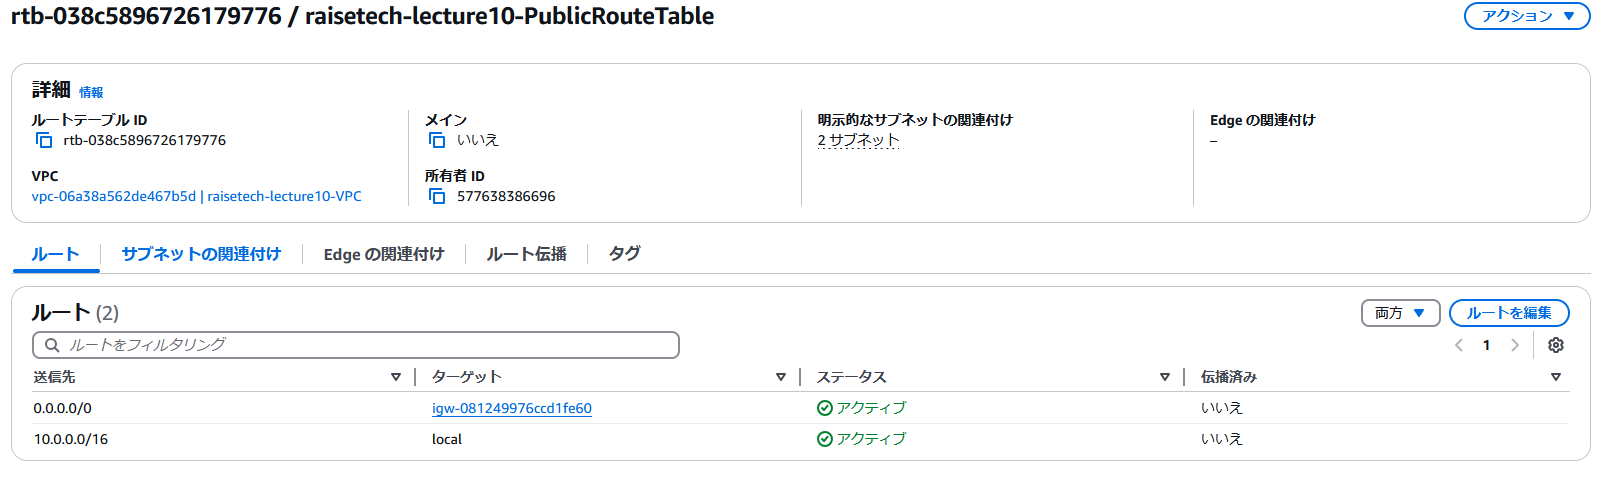 rtb-038c5896726179776 / raisetech-lecture10-PublicRouteTable
アクション
詳細 情報
ルートテーブル ID
rtb-038c5896726179776
メイン
いいえ
明示的なサブネットの関連付け
2 サブネット
Edge の関連付け
–
VPC
vpc-06a38a562de467b5d | raisetech-lecture10-VPC
所有者 ID
577638386696
ルート サブネットの関連付け Edge の関連付け ルート伝播 タグ
ルート (2)
両方 ルートを編集
ルートをフィルタリング
1
送信先 ターゲット ステータス 伝播済み
0.0.0.0/0 igw-081249976ccd1fe60 アクティブ いいえ
10.0.0.0/16 local アクティブ いいえ